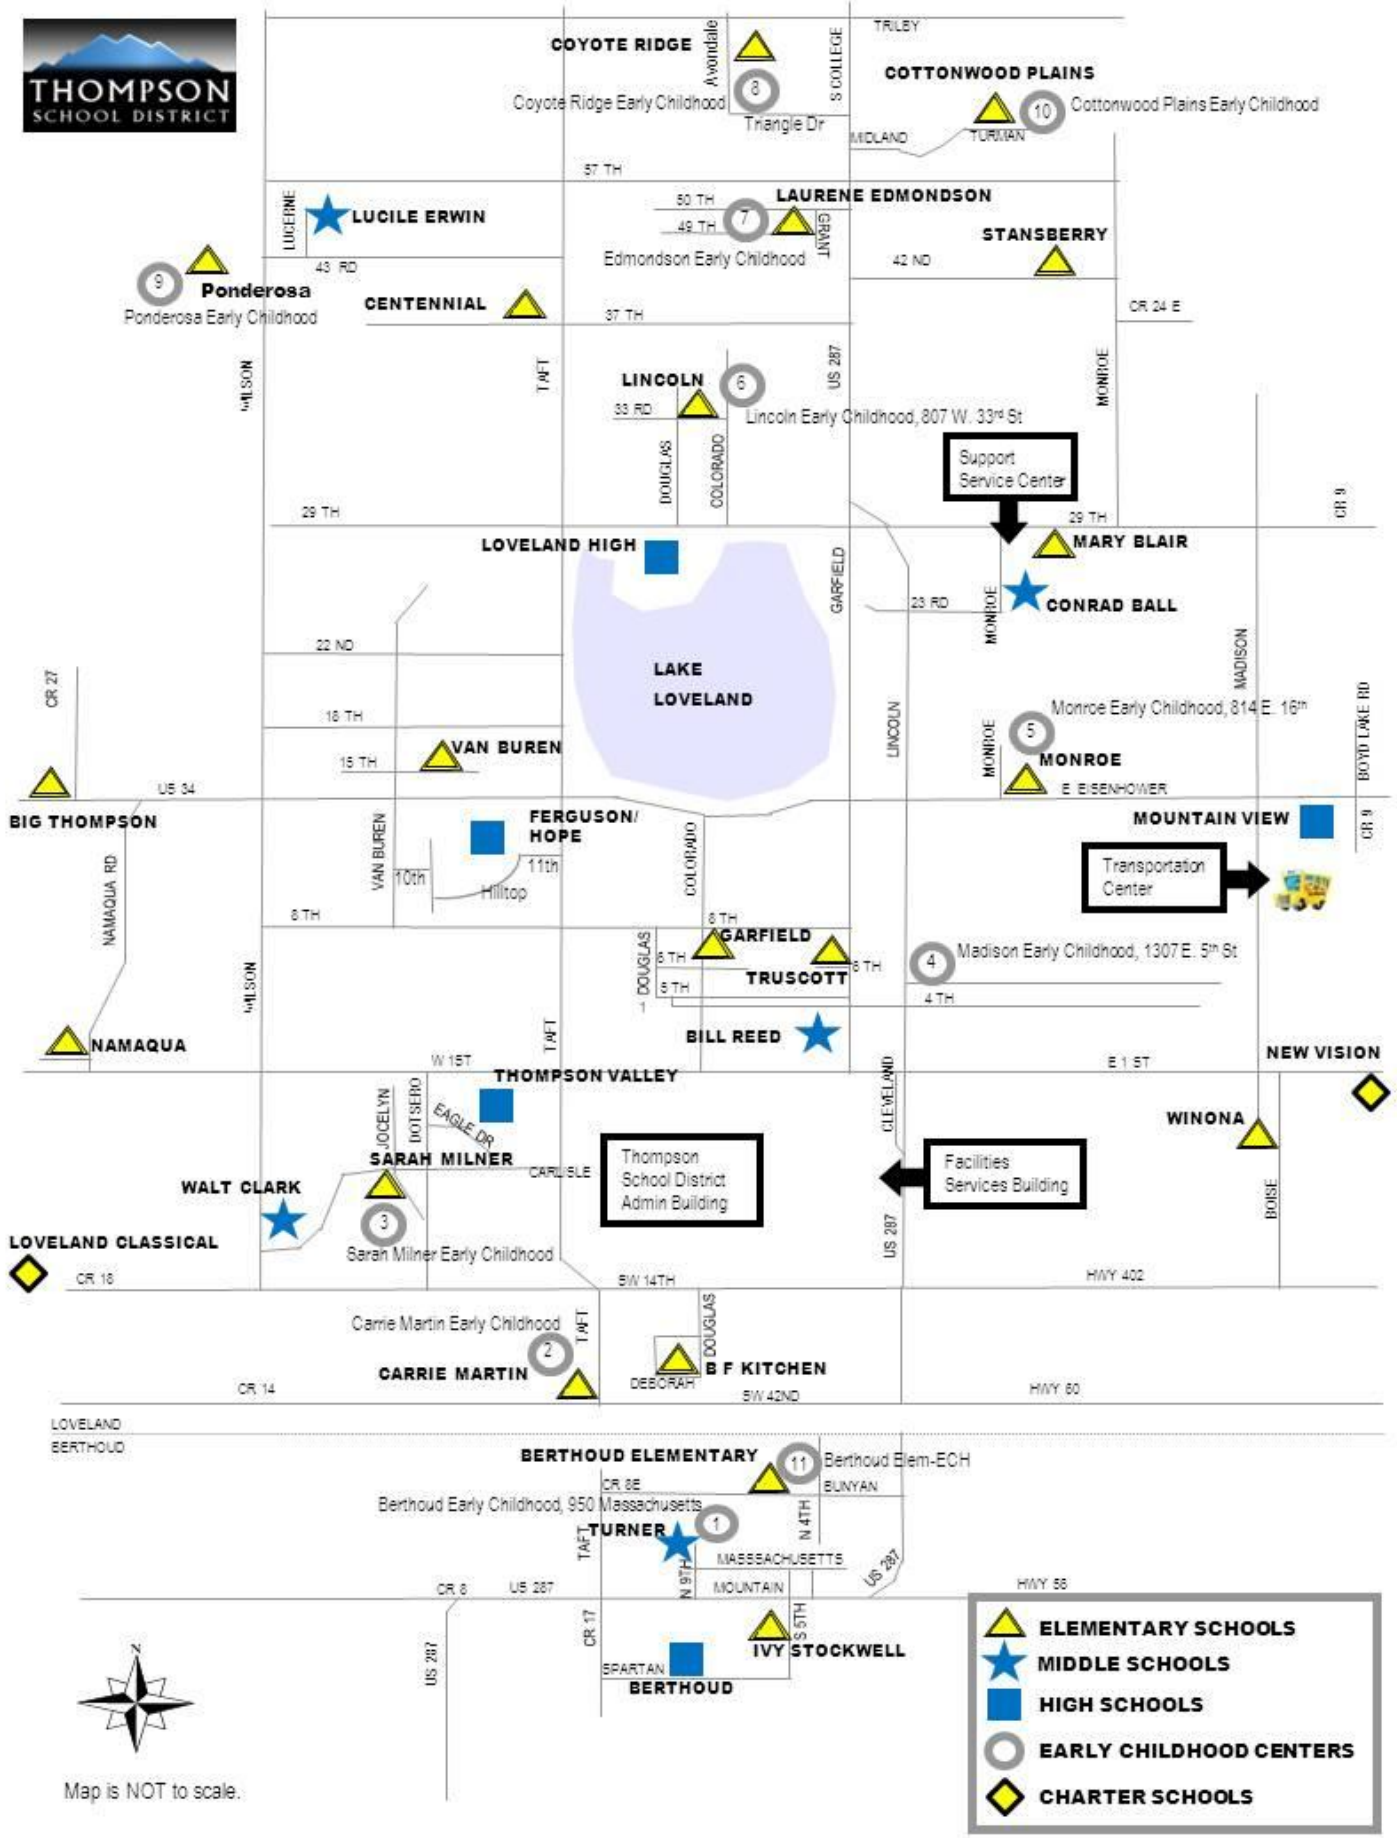 THOMPSON
SCHOOL DISTRICT
TRILBY
COYOTE RIDGE
Avondale
S COLLEGE
COTTONWOOD PLAINS
8
Coyote Ridge Early Childhood
10
Cottonwood Plains Early Childhood
Triangle Dr
MIDLAND
TURMAN
57 TH
LUCERNE
LUCILE ERWIN
50 TH
LAURENE EDMONDSON
7
49 TH
GRANT
STANSBERRY
Edmondson Early Childhood
42 ND
43 RD
9
Ponderosa
Ponderosa Early Childhood
CENTENNIAL
37 TH
CR 24 E
WILSON
TAFT
US 287
MONROE
LINCOLN
6
33 RD
Lincoln Early Childhood, 807 W. 33rd St
DOUGLAS
COLORADO
Support
Service Center
CR 9
29 TH
29 TH
LOVELAND HIGH
MARY BLAIR
GARFIELD
23 RD
MONROE
CONRAD BALL
22 ND
LAKE
LOVELAND
MADISON
CR 27
18 TH
LINCOLN
Monroe Early Childhood, 814 E. 16th
5
BOYD LAKE RD
VAN BUREN
15 TH
MONROE
MONROE
US 34
E EISENHOWER
BIG THOMPSON
FERGUSON/
HOPE
MOUNTAIN VIEW
CR 9
VAN BUREN
COLORADO
NAMAQUA RD
10th
11th
Hilltop
Transportation
Center
8 TH
8 TH
DOUGLAS
GARFIELD
6 TH
TRUSCOTT
6 TH
4
Madison Early Childhood, 1307 E. 5th St
WILSON
5 TH
4 TH
BILL REED
NAMAQUA
TAFT
W 1ST
E 1 ST
NEW VISION
THOMPSON VALLEY
CLEVELAND
JOCELYN
DOTSERO
EAGLE DR
WINONA
SARAH MILNER
CARLISLE
Thompson
School District
Admin Building
Facilities
Services Building
WALT CLARK
3
BOISE
US 287
LOVELAND CLASSICAL
Sarah Milner Early Childhood
CR 18
SW 14TH
HWY 402
Carrie Martin Early Childhood
TAFT
DOUGLAS
2
CARRIE MARTIN
B F KITCHEN
DEBORAH
CR 14
SW 42ND
HWY 60
LOVELAND
BERTHOUD
BERTHOUD ELEMENTARY
11
Berthoud Elem-ECH
CR 8E
BUNYAN
Berthoud Early Childhood, 950 Massachusetts
N 4TH
TAFT
TURNER
1
MASSSACHUSETTS
US 287
N 9TH
CR 8
US 287
MOUNTAIN
HWY 56
CR 17
S 5TH
IVY STOCKWELL
US 287
SPARTAN
BERTHOUD
N
Map is NOT to scale.
ELEMENTARY SCHOOLS
MIDDLE SCHOOLS
HIGH SCHOOLS
EARLY CHILDHOOD CENTERS
CHARTER SCHOOLS